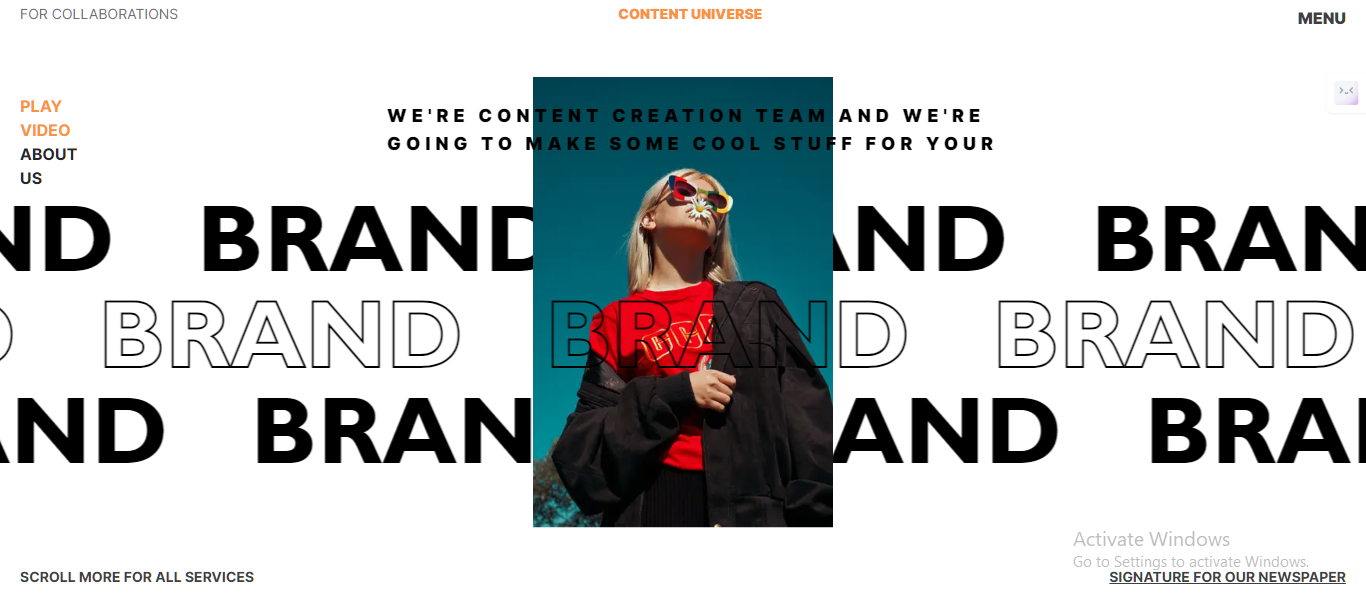 FOR COLLABORATIONS
CONTENT UNIVERSE
MENU
WE'RE CONTENT CREATION TEAM AND WE'RE
GOING TO MAKE SOME COOL STUFF FOR YOUR
PLAY
VIDEO
ABOUT
US
ND BRAND AND BRAN
D BRAND BRAND BRAND
AND BRAN AND BRA
Activate Windows
Go to Settings to activate Windows.
SCROLL MORE FOR ALL SERVICES
SIGNATURE FOR OUR NEWSPAPER